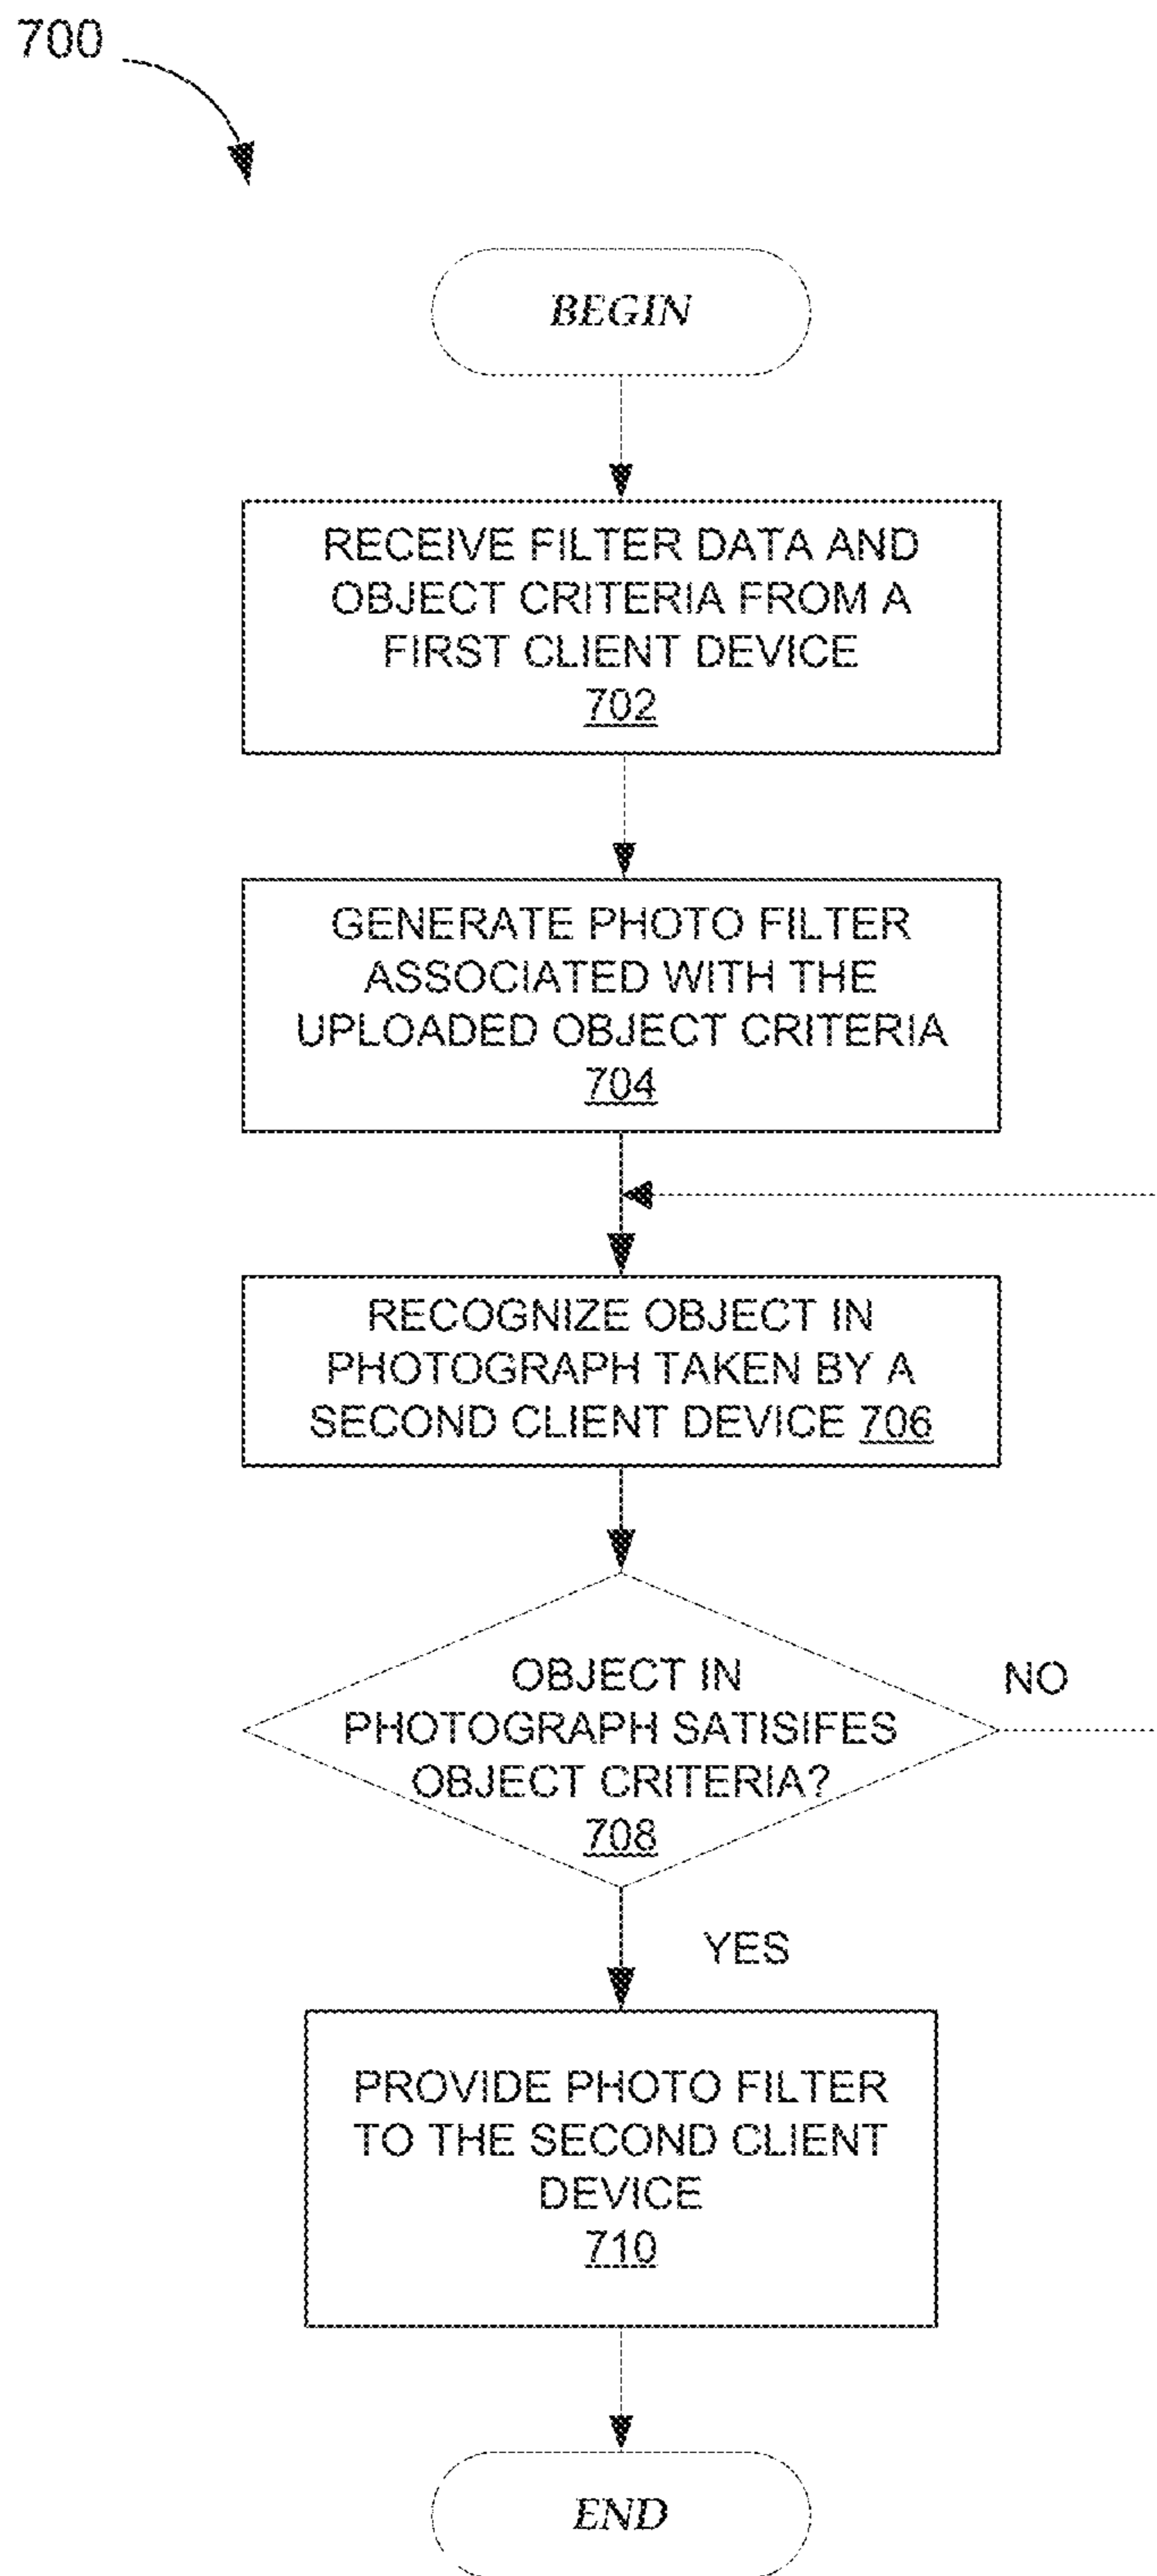 700
BEGIN
RECEIVE FILTER DATA AND
OBJECT CRITERIA FROM A
FIRST CLIENT DEVICE
702
GENERATE PHOTO FILTER
ASSOCIATED WITH THE
UPLOADED OBJECT CRITERIA
704
RECOGNIZE OBJECT IN
PHOTOGRAPH TAKEN BY A
SECOND CLIENT DEVICE 706
OBJECT IN
PHOTOGRAPH SATISIFES
OBJECT CRITERIA?
708
NO
YES
PROVIDE PHOTO FILTER
TO THE SECOND CLIENT
DEVICE
710
END